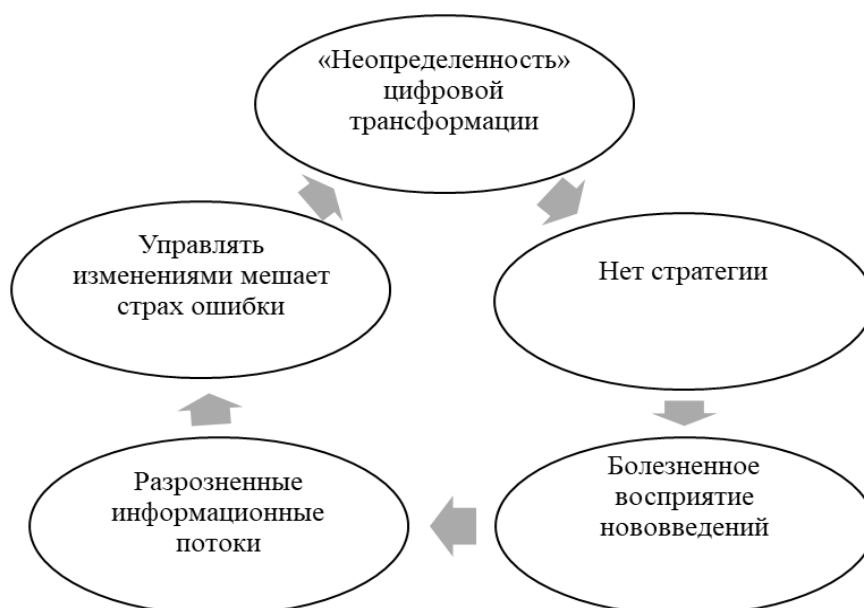 «Неопределенность»
цифровой
трансформации
Нет стратегии
Болезненное
восприятие
нововведений
Разрозненные
информационные
потоки
Управлять
изменениями мешает
страх ошибки